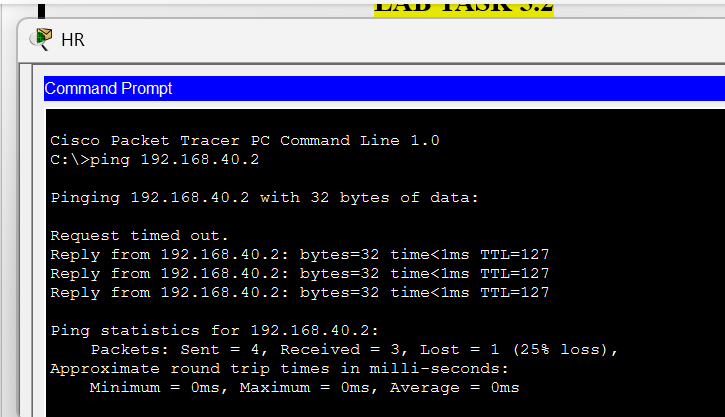 LAB TASK 3.2
HR
Command Prompt
Cisco Packet Tracer PC Command Line 1.0
C:\>ping 192.168.40.2
Pinging 192.168.40.2 with 32 bytes of data:
Request timed out.
Reply from 192.168.40.2: bytes=32 time<1ms TTL=127
Reply from 192.168.40.2: bytes=32 time<1ms TTL=127
Reply from 192.168.40.2: bytes=32 time<1ms TTL=127
Ping statistics for 192.168.40.2:
Packets: Sent = 4, Received = 3, Lost = 1 (25% loss),
Approximate round trip times in milli-seconds:
Minimum = 0ms, Maximum = 0ms, Average = 0ms